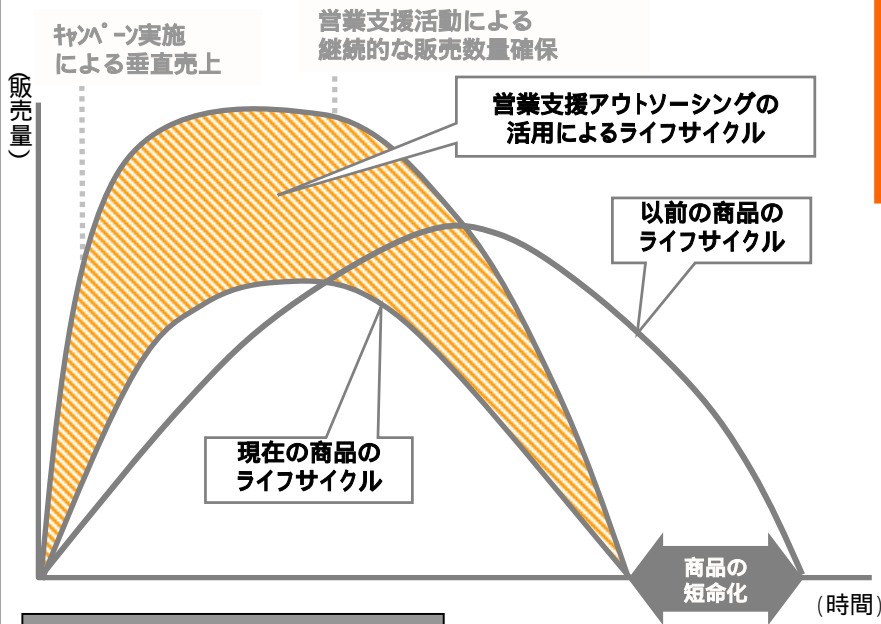 ｷｬﾝﾍﾟｰﾝ実施
による垂直売上
営業支援活動による
継続的な販売数量確保
(販売量)
営業支援アウトソーシングの
活用によるライフサイクル
以前の商品の
ライフサイクル
現在の商品の
ライフサイクル
商品の
短命化
(時間)